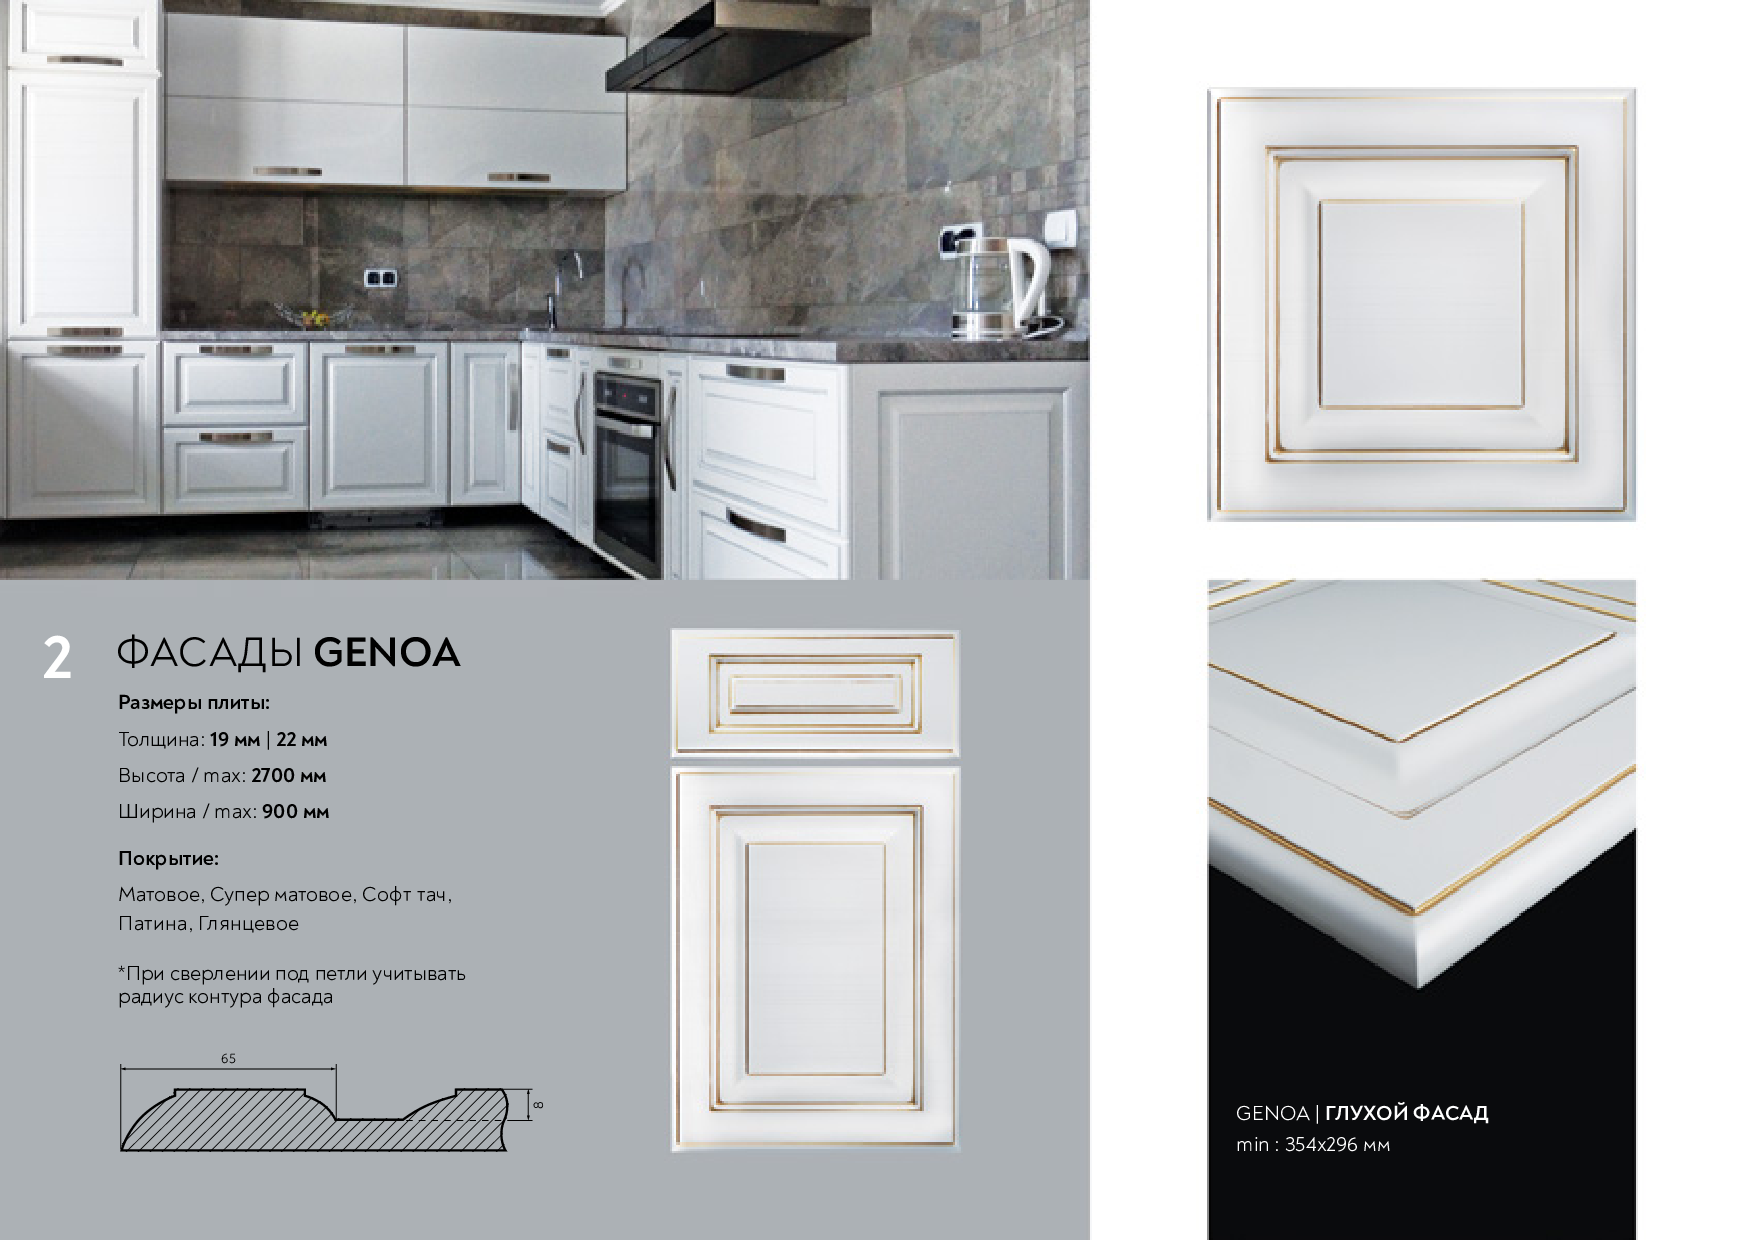 2
ФАСАДЫ GENOA
Размеры плиты:
Толщина: 19 мм | 22 мм
Высота / max: 2700 мм
Ширина / max: 900 мм
Покрытие:
Матовое, Супер матовое, Софт тач,
Патина, Глянцевое
*При сверлении под петли учитывать
радиус контура фасада
65
8
GENOA | ГЛУХОЙ ФАСАД
min : 354x296 мм